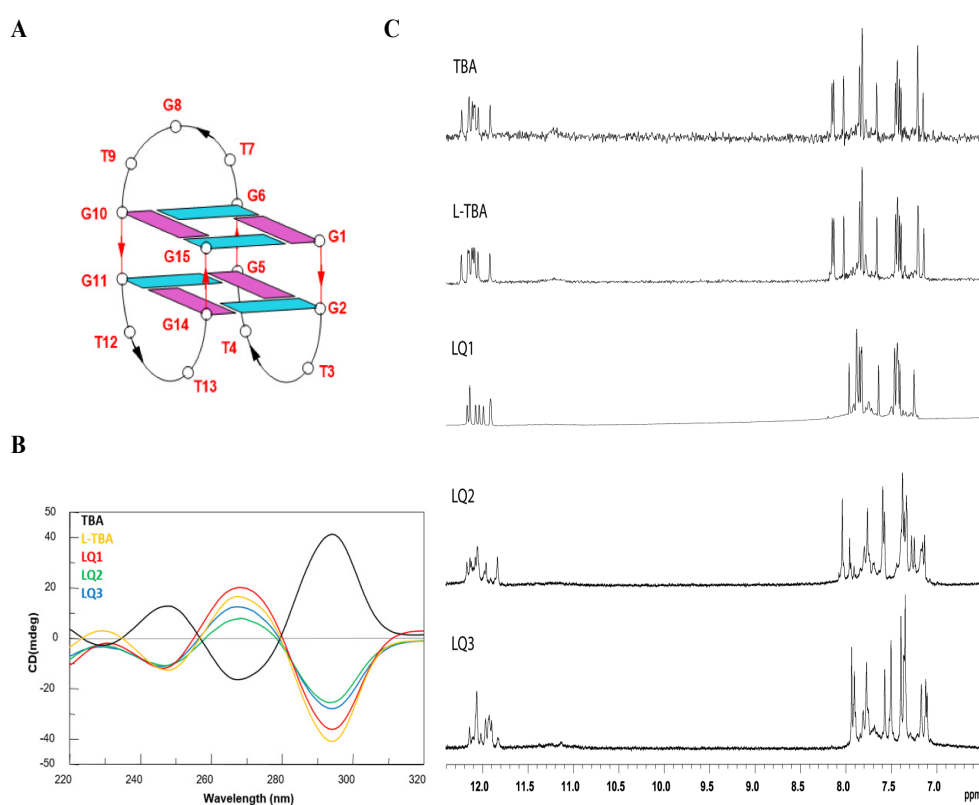 A
G8
T9
T7
G10
G6
G1
G15
G11
G5
G2
G14
T12
T4
T3
T13
B
50
40
20
0
-20
-40
-50
CD(mdeg)
TBA
L-TBA
LQ1
LQ2
LQ3
220
240
260
280
300
320
Wavelength (nm)
C
TBA
L-TBA
LQ1
LQ2
LQ3
12.0
11.5
11.0
10.5
10.0
9.5
9.0
8.5
8.0
7.5
7.0
ppm